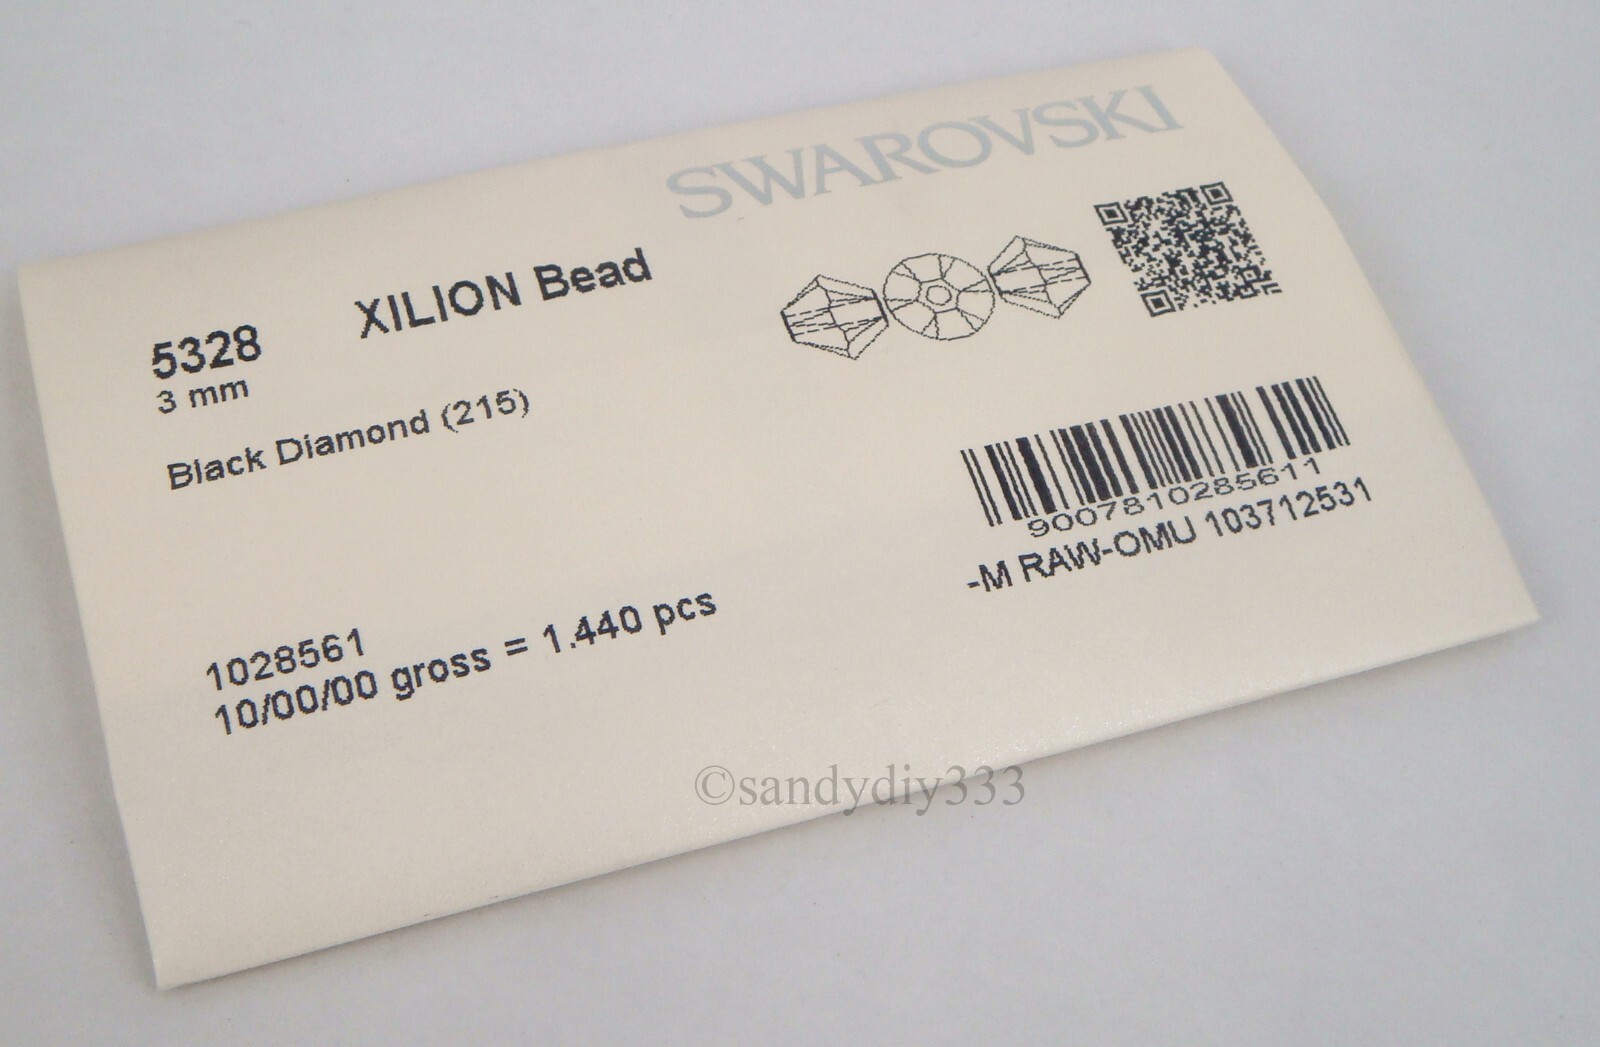 SWAROVSKI
5328 XILION Bead
3 mm
Black Diamond (215)
9007810285611
-M RAW-OMU 103712531
1028561
10/00/00 gross = 1.440 pcs
©sandydiy333